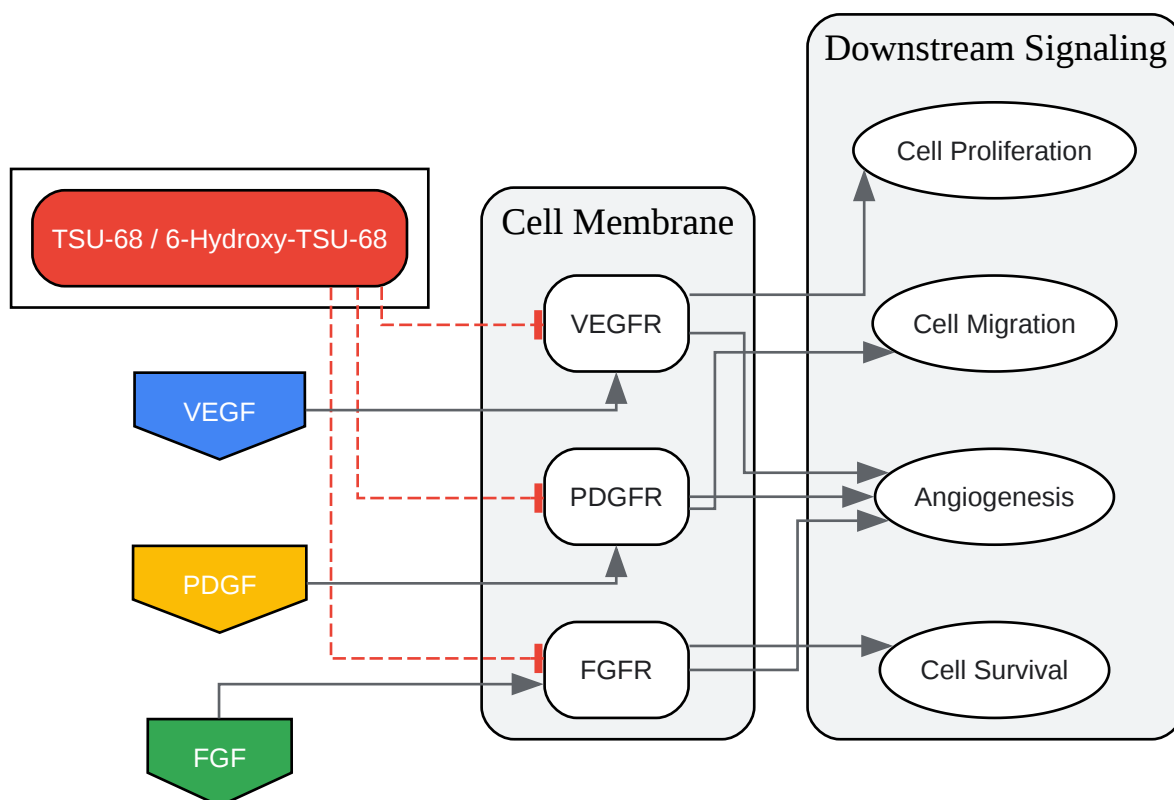 Downstream Signaling
Cell Proliferation
Cell Membrane
TSU-68 / 6-Hydroxy-TSU-68
VEGFR
Cell Migration
VEGF
PDGFR
Angiogenesis
PDGF
FGFR
Cell Survival
FGF